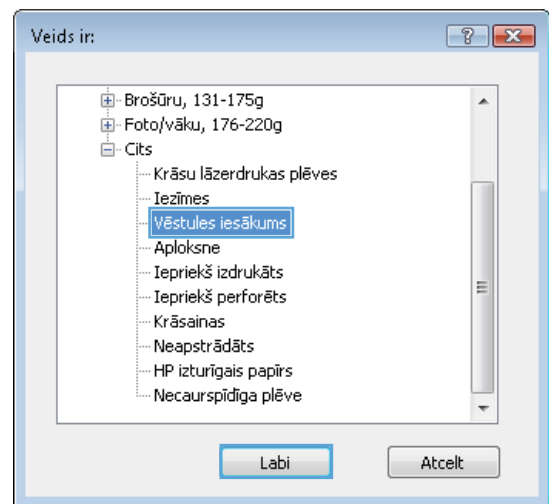 Veids ir:
Brošūru, 131-175g
Foto/vāku, 176-220g
Cits
Krāsu lāzerdrukas plēves
Iezīmes
Vēstules iesākums
Aploksne
Iepriekš izdrukāts
Iepriekš perforēts
Krāsainas
Neapstrādāts
HP izturīgais papīrs
Necaurspīdīga plēve
Labi Atcelt